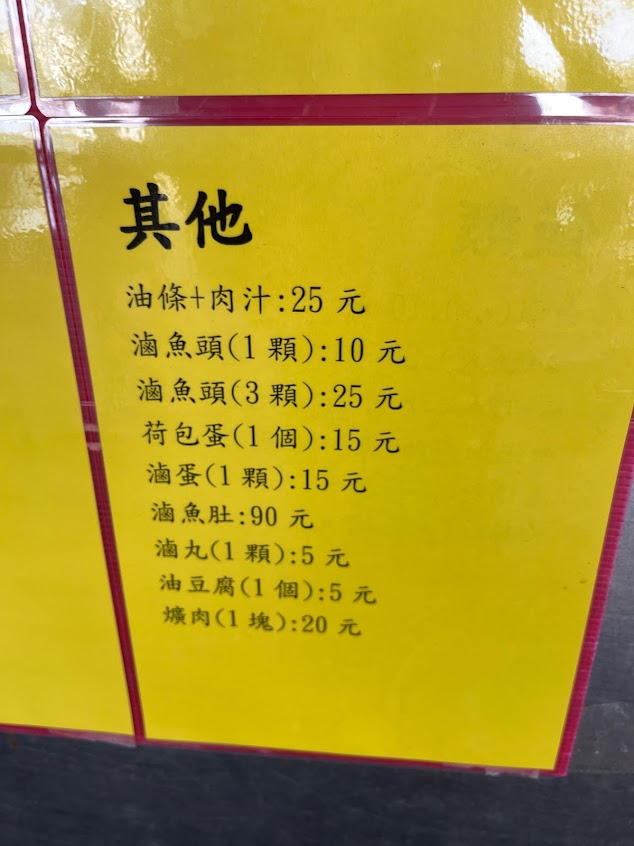 其他
油條+肉汁:25 元
滷魚頭(1 顆):10 元
滷魚頭(3 顆):25 元
荷包蛋(1 個):15 元
滷蛋(1 顆):15 元
滷魚肚:90 元
滷丸(1 顆):5 元
油豆腐(1 個):5 元
爌肉(1 塊):20 元